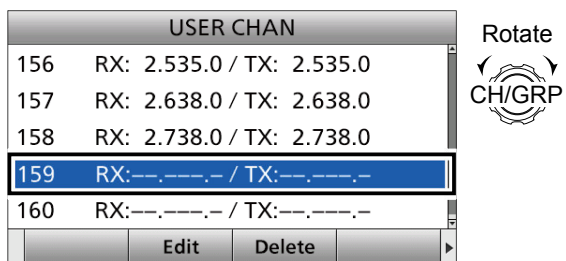 USER CHAN
Rotate
156 RX: 2.535.0 / TX: 2.535.0
157 RX: 2.638.0 / TX: 2.638.0
CH/GRP
158 RX: 2.738.0 / TX: 2.738.0
159 RX:––.–––.– / TX:––.–––.–
160 RX:––.–––.– / TX:––.–––.–
Edit Delete